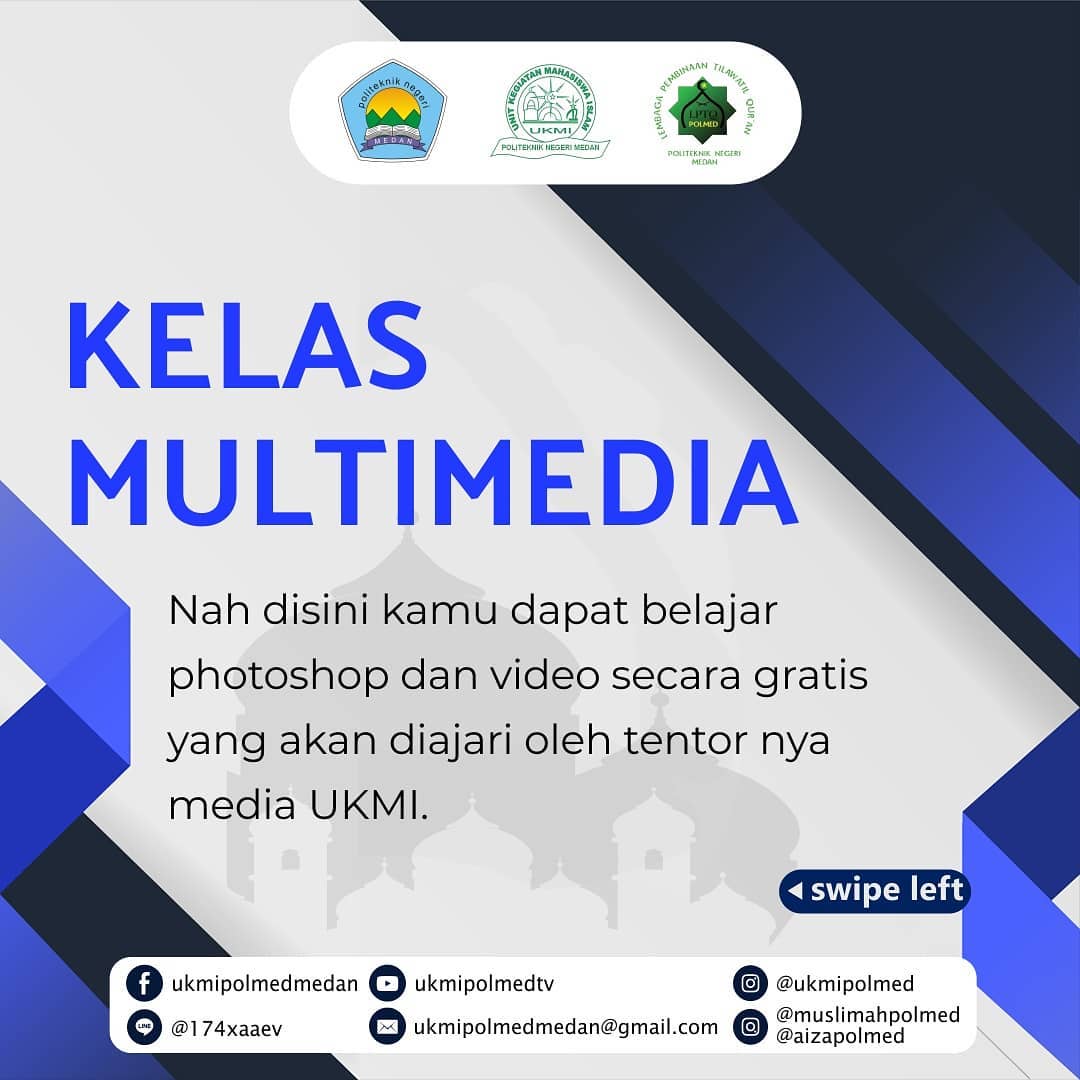 politeknik negeri
MEDAN
UNIT KEGIATAN MAHASISWA ISLAM
UKMI
POLITEKNIK NEGERI MEDAN
LEMBAGA PEMBINAAN TILAWATIL QUR'AN
LPTQ
POLMED
POLITEKNIK NEGERI
MEDAN
KELAS
MULTIMEDIA
Nah disini kamu dapat belajar
photoshop dan video secara gratis
yang akan diajari oleh tentor nya
media UKMI.
swipe left
ukmipolmedmedan
ukmipolmedtv
@ukmipolmed
LINE
@174xaaev
ukmipolmedmedan@gmail.com
@muslimahpolmed
@aizapolmed